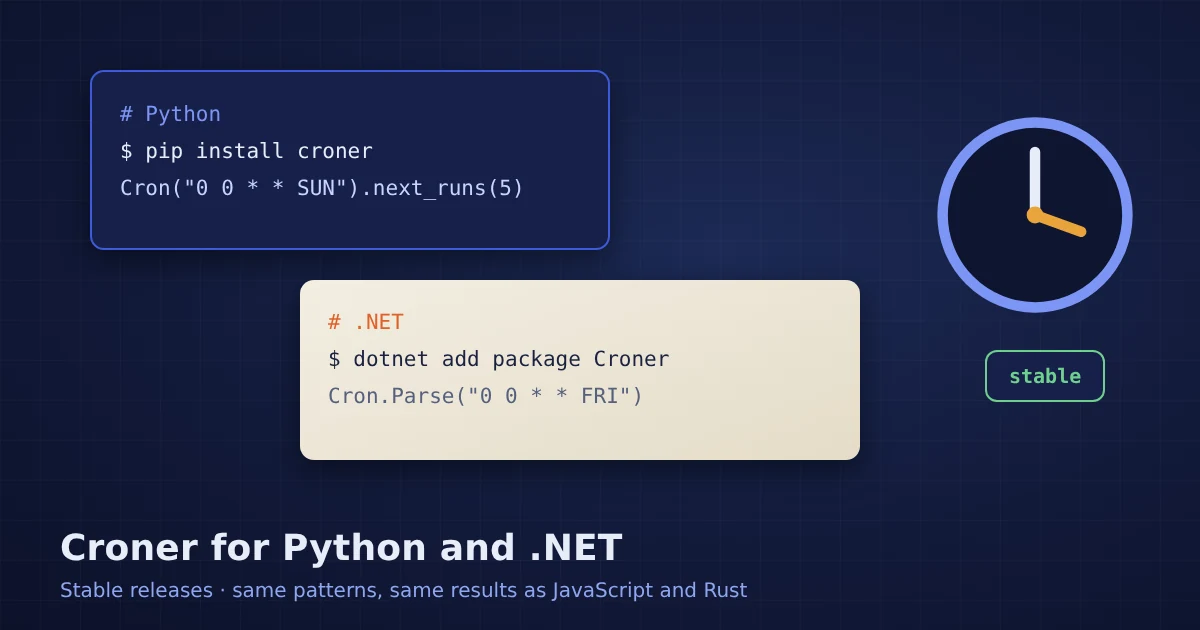 # Python
$ pip install croner
Cron("0 0 * * SUN").next_runs(5)
# .NET
$ dotnet add package Croner
Cron.Parse("0 0 * * FRI")
stable
Croner for Python and .NET
Stable releases · same patterns, same results as JavaScript and Rust